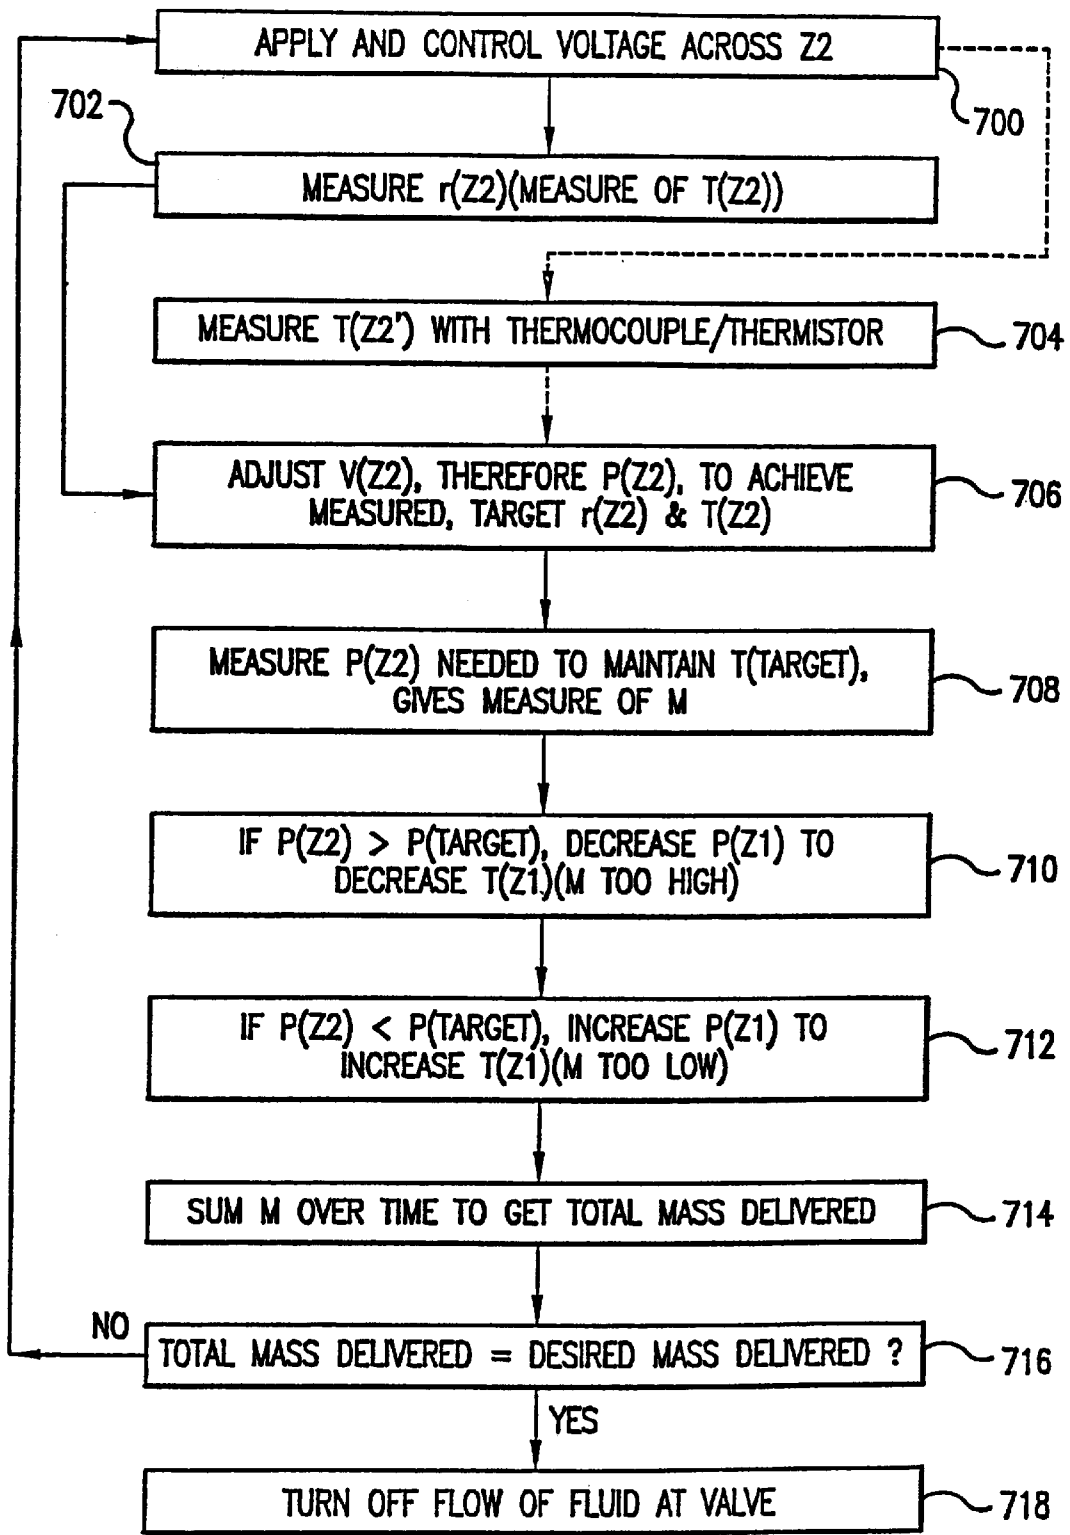 APPLY AND CONTROL VOLTAGE ACROSS Z2
700
702
MEASURE r(Z2)(MEASURE OF T(Z2))
MEASURE T(Z2') WITH THERMOCOUPLE/THERMISTOR
704
ADJUST V(Z2), THEREFORE P(Z2), TO ACHIEVE
MEASURED, TARGET r(Z2) & T(Z2)
706
MEASURE P(Z2) NEEDED TO MAINTAIN T(TARGET),
GIVES MEASURE OF M
708
IF P(Z2) > P(TARGET), DECREASE P(Z1) TO
DECREASE T(Z1)(M TOO HIGH)
710
IF P(Z2) < P(TARGET), INCREASE P(Z1) TO
INCREASE T(Z1)(M TOO LOW)
712
SUM M OVER TIME TO GET TOTAL MASS DELIVERED
714
NO
TOTAL MASS DELIVERED = DESIRED MASS DELIVERED ?
716
YES
TURN OFF FLOW OF FLUID AT VALVE
718